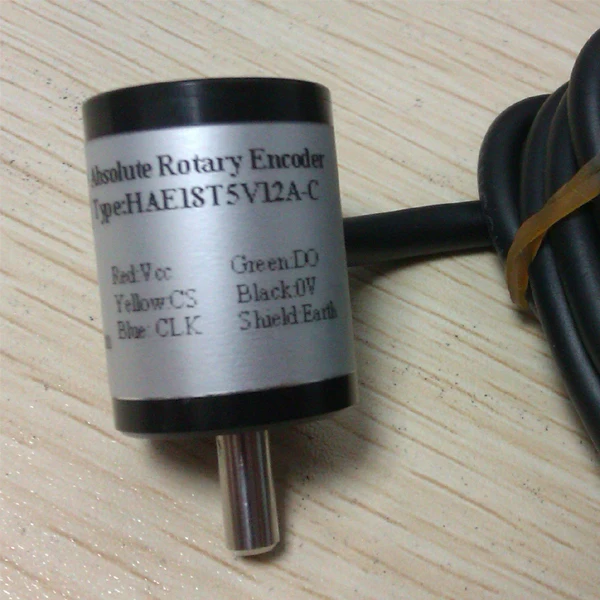 Absolute Rotary Encoder
Type:HAE18T5V12A-C
Red:Vcc Green:DO
Yellow:CS Black:0V
Blue: CLK Shield:Earth